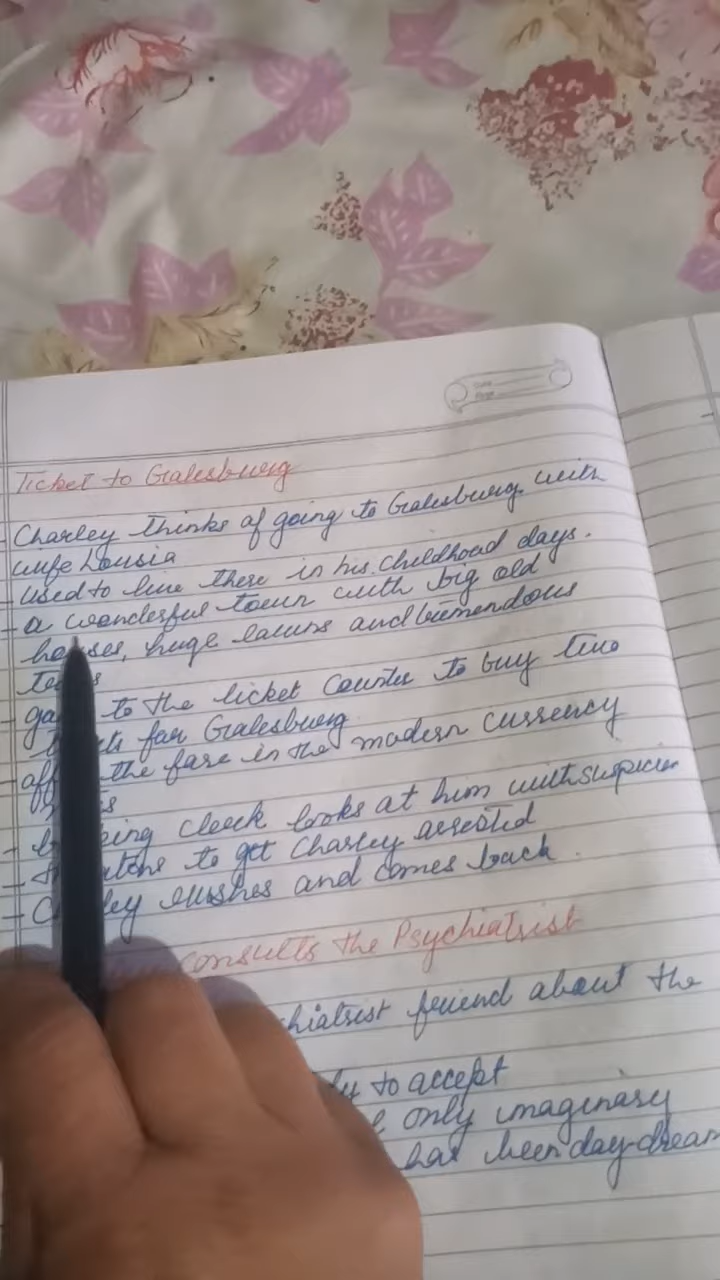 Ticket to Galesburg
- Charley thinks of going to Galesburg with
wife Lousia
- Used to live there in his childhood days.
- a wonderful town with big old
houses, huge lawns and tremendous
- to the ticket counter to buy two
for Galesburg
- the fare in the modern currency
- clerk looks at him with suspicion
- to get Charley arrested
- rushes and comes back.
consults the Psychiatrist
friend about the
to accept
only imaginary
has been day-dream